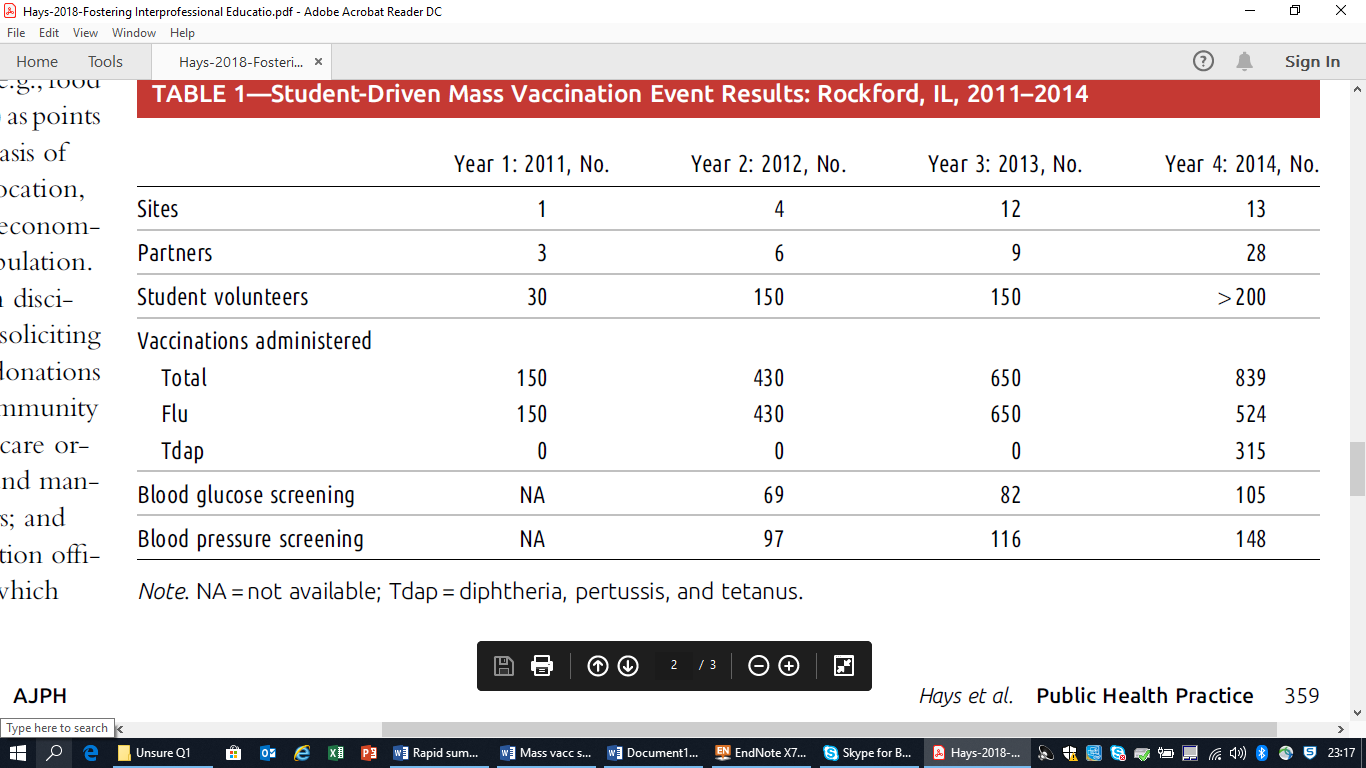 Hays-2018-Fostering Interprofessional Educatio.pdf - Adobe Acrobat Reader DC
File Edit View Window Help
Home Tools Hays-2018-Fosteri... × ? Sign In
e.g., food
as points
asis of
ocation,
econom-
pulation.
disci-
soliciting
donations
mmunity
care or-
nd man-
s; and
tion offi-
which
TABLE 1—Student-Driven Mass Vaccination Event Results: Rockford, IL, 2011–2014
Year 1: 2011, No. Year 2: 2012, No. Year 3: 2013, No. Year 4: 2014, No.
Sites 1 4 12 13
Partners 3 6 9 28
Student volunteers 30 150 150 >200
Vaccinations administered
Total 150 430 650 839
Flu 150 430 650 524
Tdap 0 0 0 315
Blood glucose screening NA 69 82 105
Blood pressure screening NA 97 116 148
Note. NA = not available; Tdap = diphtheria, pertussis, and tetanus.
2 / 3
AJPH Hays et al. Public Health Practice 359
Type here to search
Unsure Q1 Rapid sum... Mass vacc s... Document1... EndNote X7... Skype for B... Hays-2018-... 23:17